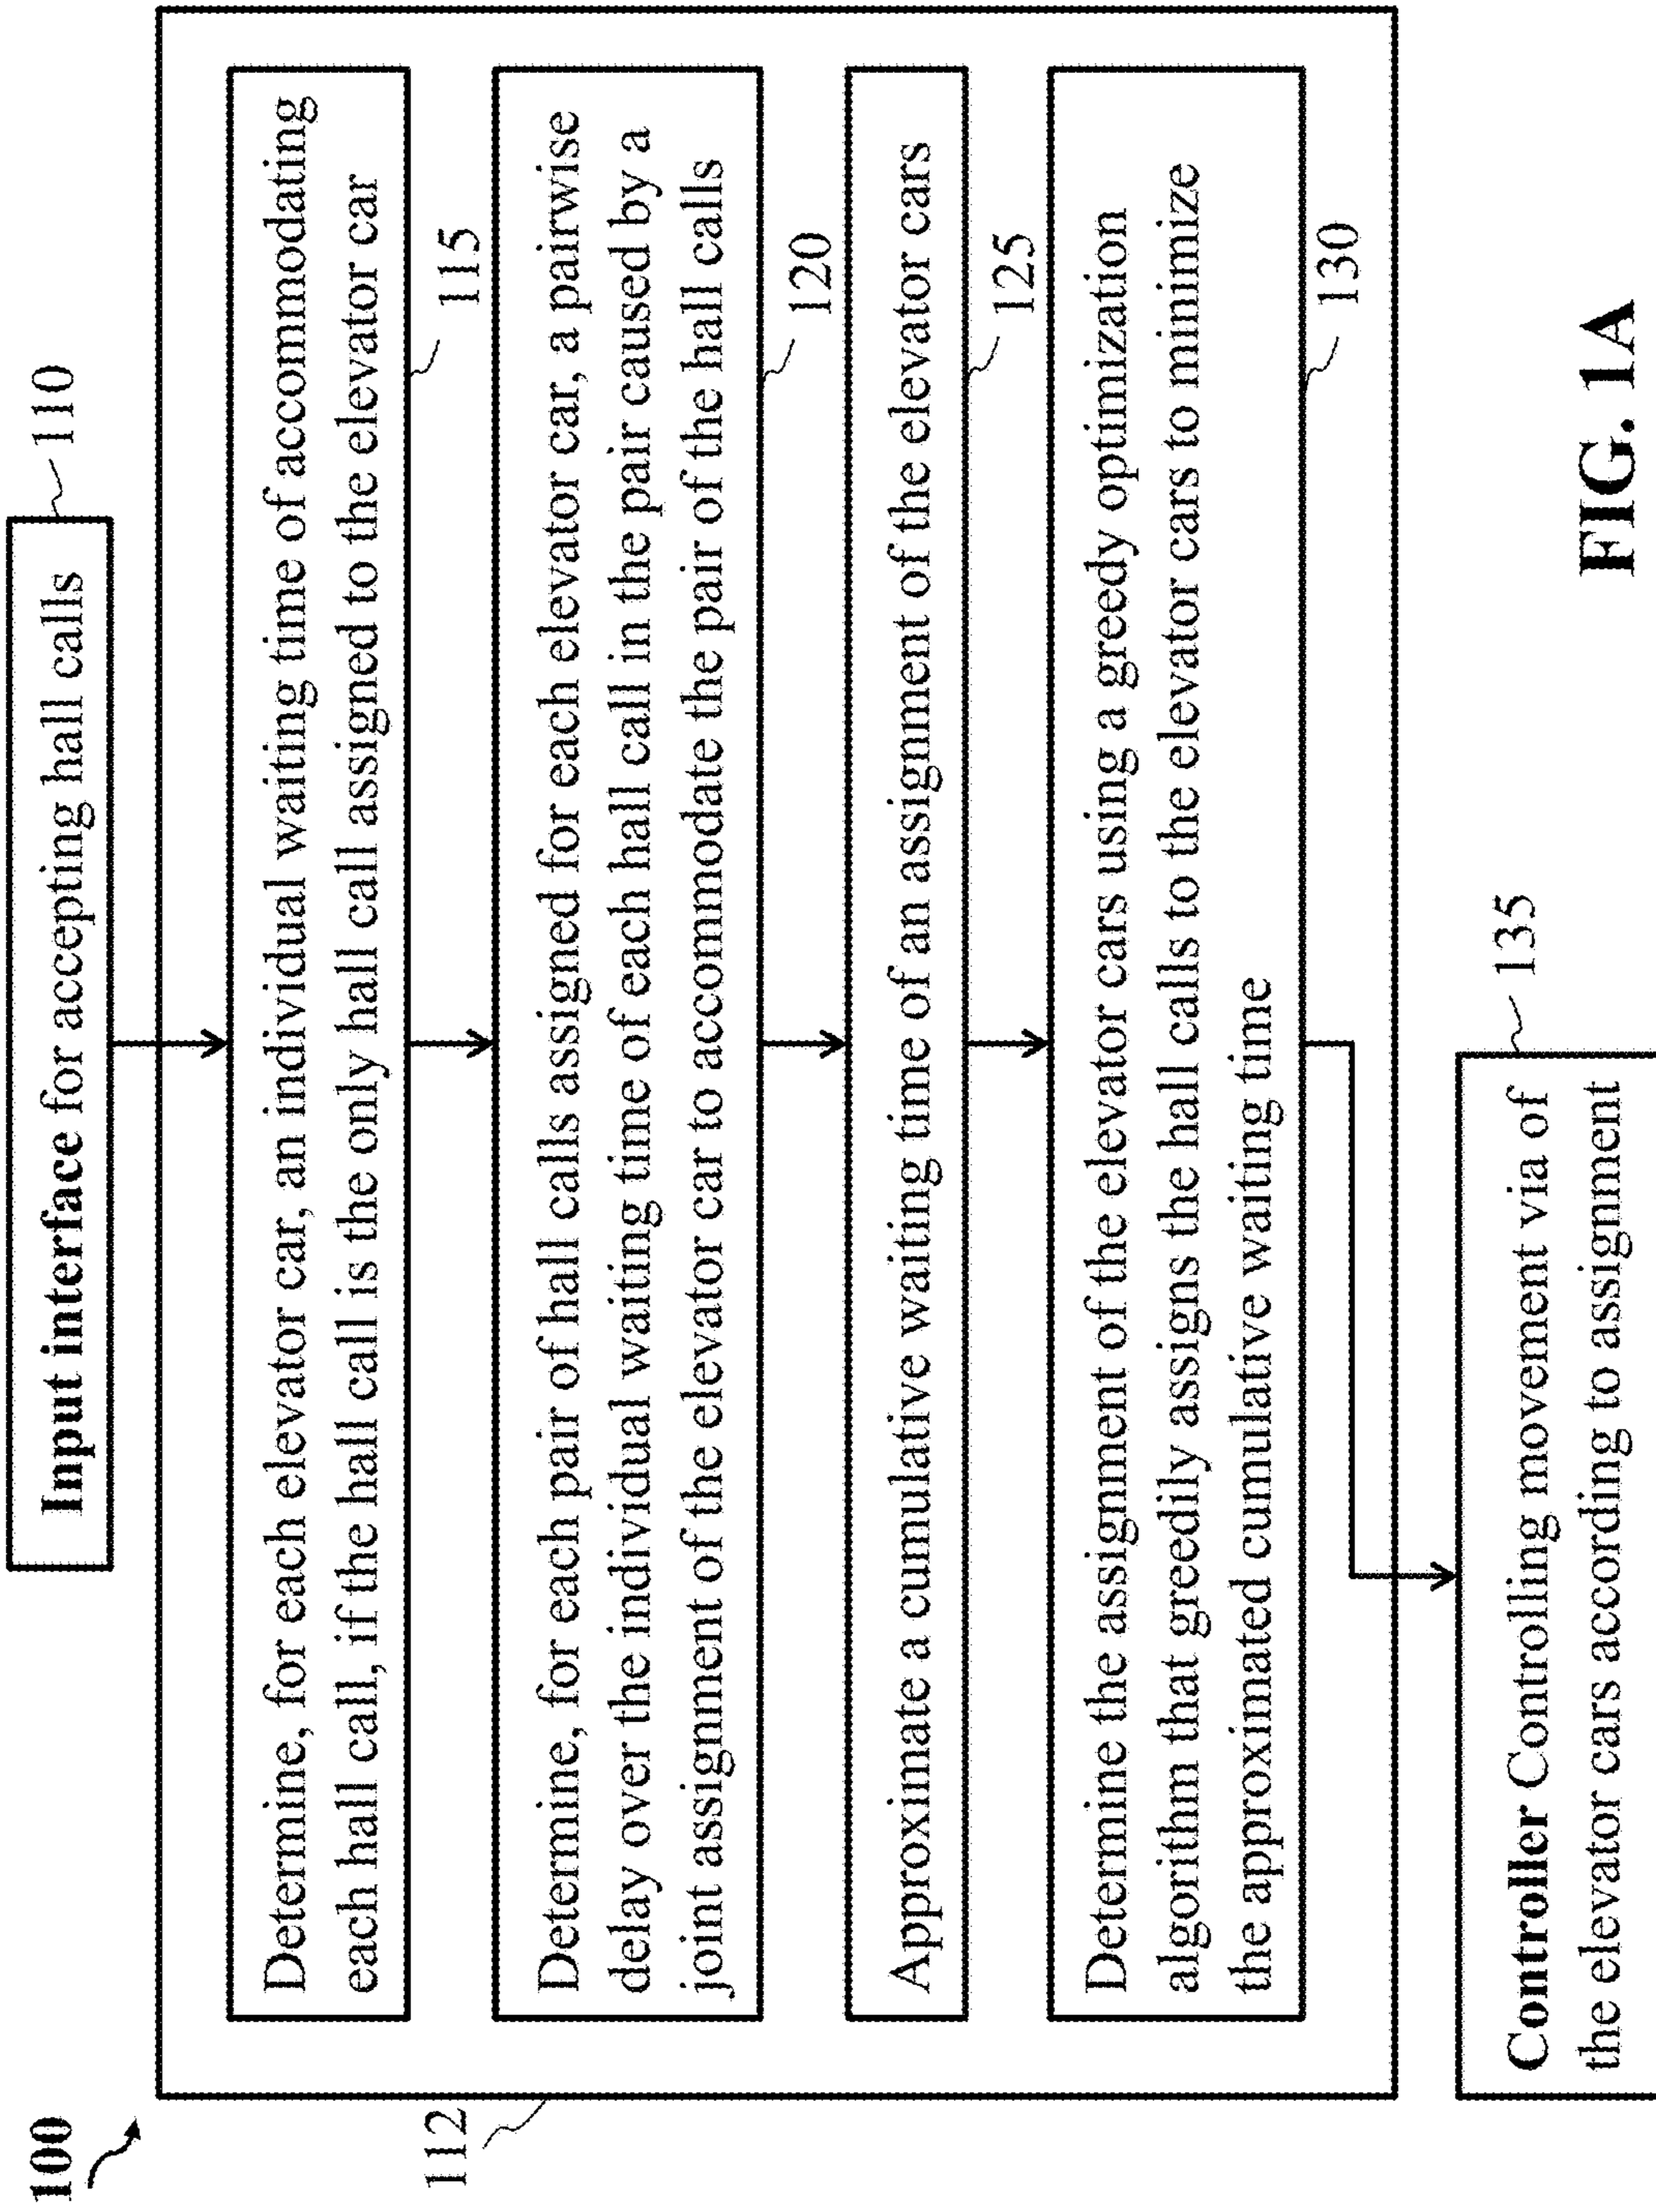 100
Input interface for accepting hall calls
110
112
Determine, for each elevator car, an individual waiting time of accommodating
each hall call, if the hall call is the only hall call assigned to the elevator car
115
Determine, for each pair of hall calls assigned for each elevator car, a pairwise
delay over the individual waiting time of each hall call in the pair caused by a
joint assignment of the elevator car to accommodate the pair of the hall calls
120
Approximate a cumulative waiting time of an assignment of the elevator cars
125
Determine the assignment of the elevator cars using a greedy optimization
algorithm that greedily assigns the hall calls to the elevator cars to minimize
the approximated cumulative waiting time
130
Controller Controlling movement via of
the elevator cars according to assignment
135
FIG. 1A